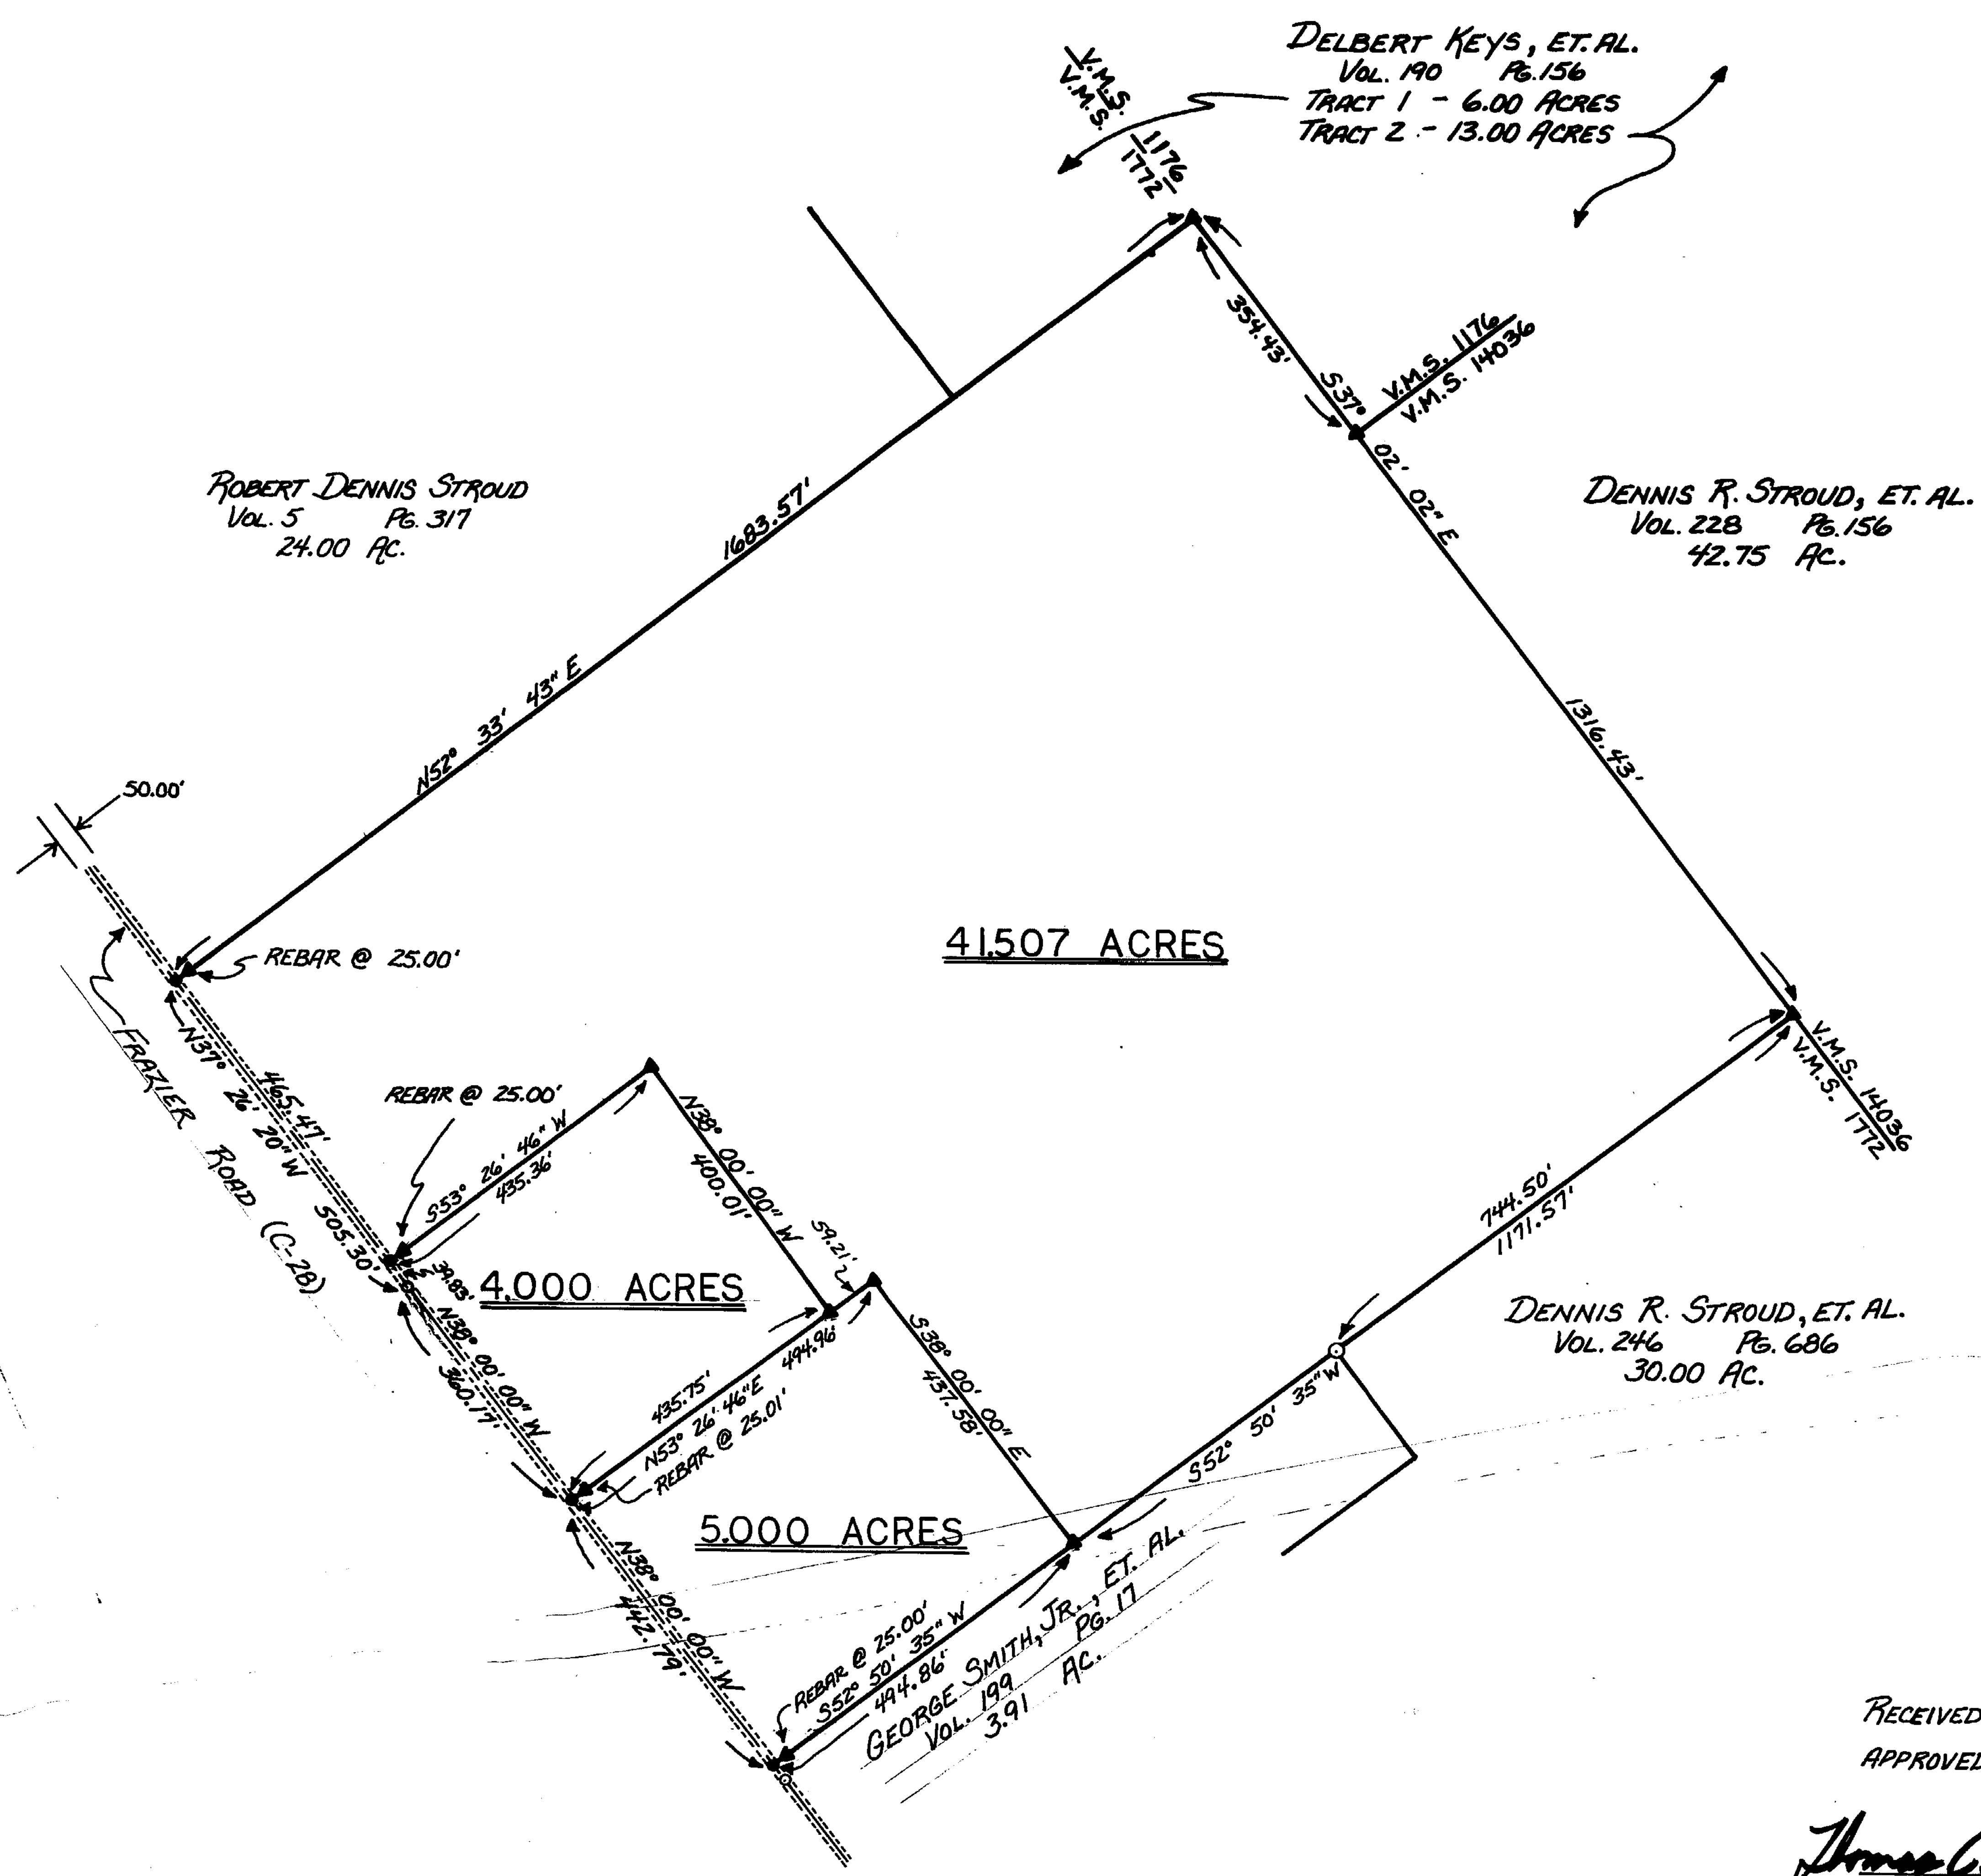 DELBERT KEYS, ET. AL.
VOL. 190 PG. 156
TRACT 1 - 6.00 ACRES
TRACT 2 - 13.00 ACRES
V.M.S. 1176
V.M.S. 1772
354.43'
S37° 02' 02" E
V.M.S. 1176
V.M.S. 14036
ROBERT DENNIS STROUD
VOL. 5 PG. 317
24.00 AC.
1683.57'
N52° 33' 43" E
DENNIS R. STROUD, ET. AL.
VOL. 228 PG. 156
42.75 AC.
1316.43'
50.00'
REBAR @ 25.00'
41.507 ACRES
FRAZIER ROAD (C-28)
N37° 26' 20" W
465.47'
505.30'
39.83'
REBAR @ 25.00'
S53° 26' 46" W
435.36'
N38° 00' 00" W
400.01'
59.21'
V.M.S. 14036
V.M.S. 1772
744.50'
1171.57'
4.000 ACRES
N38° 00' 00" W
360.17'
435.75'
494.96'
N53° 26' 46" E
REBAR @ 25.01'
S38° 00' 00" E
437.58'
DENNIS R. STROUD, ET. AL.
VOL. 246 PG. 686
30.00 AC.
S52° 50' 35" W
5.000 ACRES
N38° 00' 00" W
442.79'
REBAR @ 25.00'
S52° 50' 35" W
494.86'
GEORGE SMITH, JR., ET. AL.
VOL. 199 PG. 17
3.91 AC.
RECEIVED
APPROVED